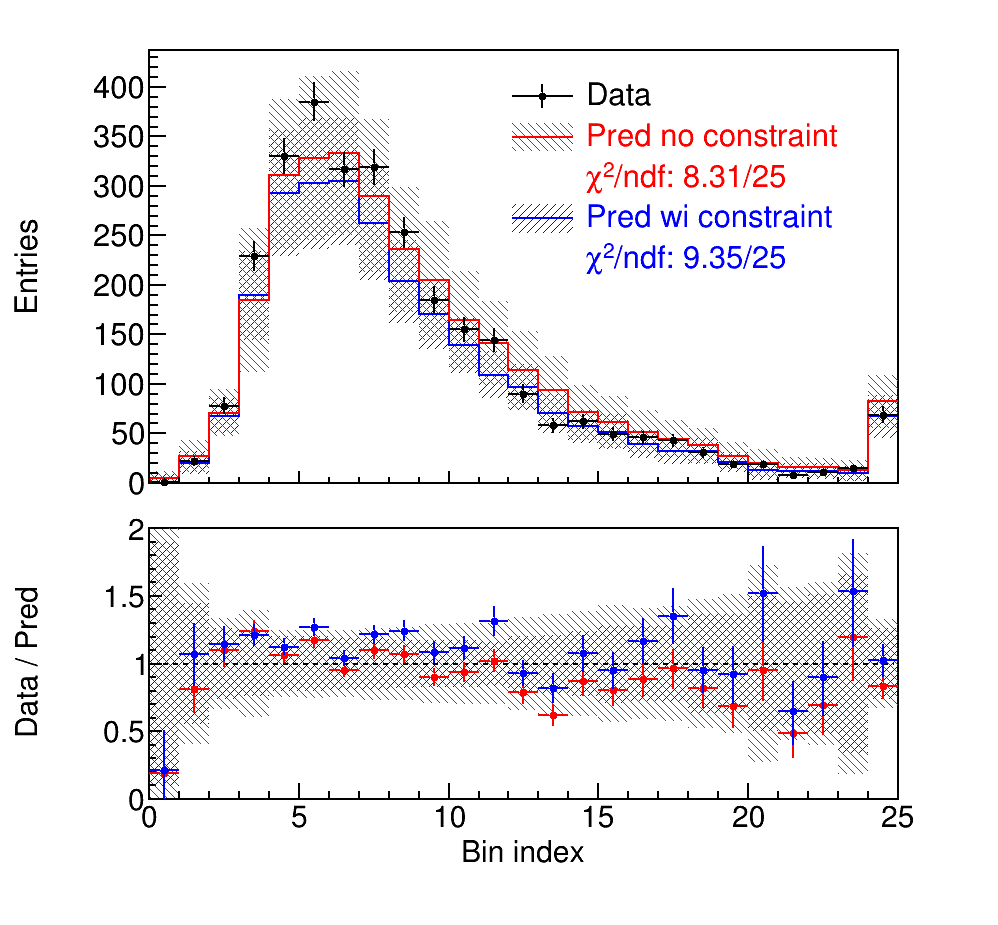 Entries
400
350
300
250
200
150
100
50
0
Data
Pred no constraint
χ²/ndf: 8.31/25
Pred wi constraint
χ²/ndf: 9.35/25
Data / Pred
2
1.5
1
0.5
0
0 5 10 15 20 25
Bin index